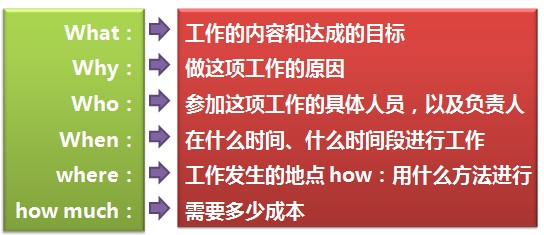 What： 工作的内容和达成的目标
Why： 做这项工作的原因
Who： 参加这项工作的具体人员，以及负责人
When： 在什么时间、什么时间段进行工作
where： 工作发生的地点 how：用什么方法进行
how much： 需要多少成本